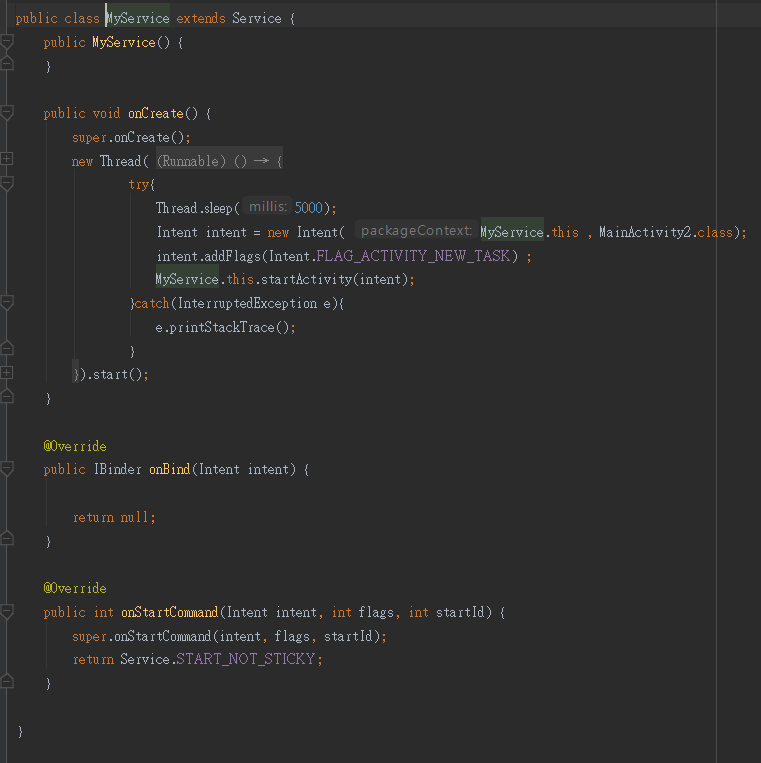 public class MyService extends Service {
    public MyService() {
    }

    public void onCreate() {
        super.onCreate();
        new Thread( (Runnable) () → {
                try{
                    Thread.sleep( millis: 5000);
                    Intent intent = new Intent( packageContext: MyService.this , MainActivity2.class);
                    intent.addFlags(Intent.FLAG_ACTIVITY_NEW_TASK) ;
                    MyService.this.startActivity(intent);
                }catch(InterruptedException e){
                    e.printStackTrace();
                }
        }).start();
    }

    @Override
    public IBinder onBind(Intent intent) {

        return null;
    }

    @Override
    public int onStartCommand(Intent intent, int flags, int startId) {
        super.onStartCommand(intent, flags, startId);
        return Service.START_NOT_STICKY;
    }

}